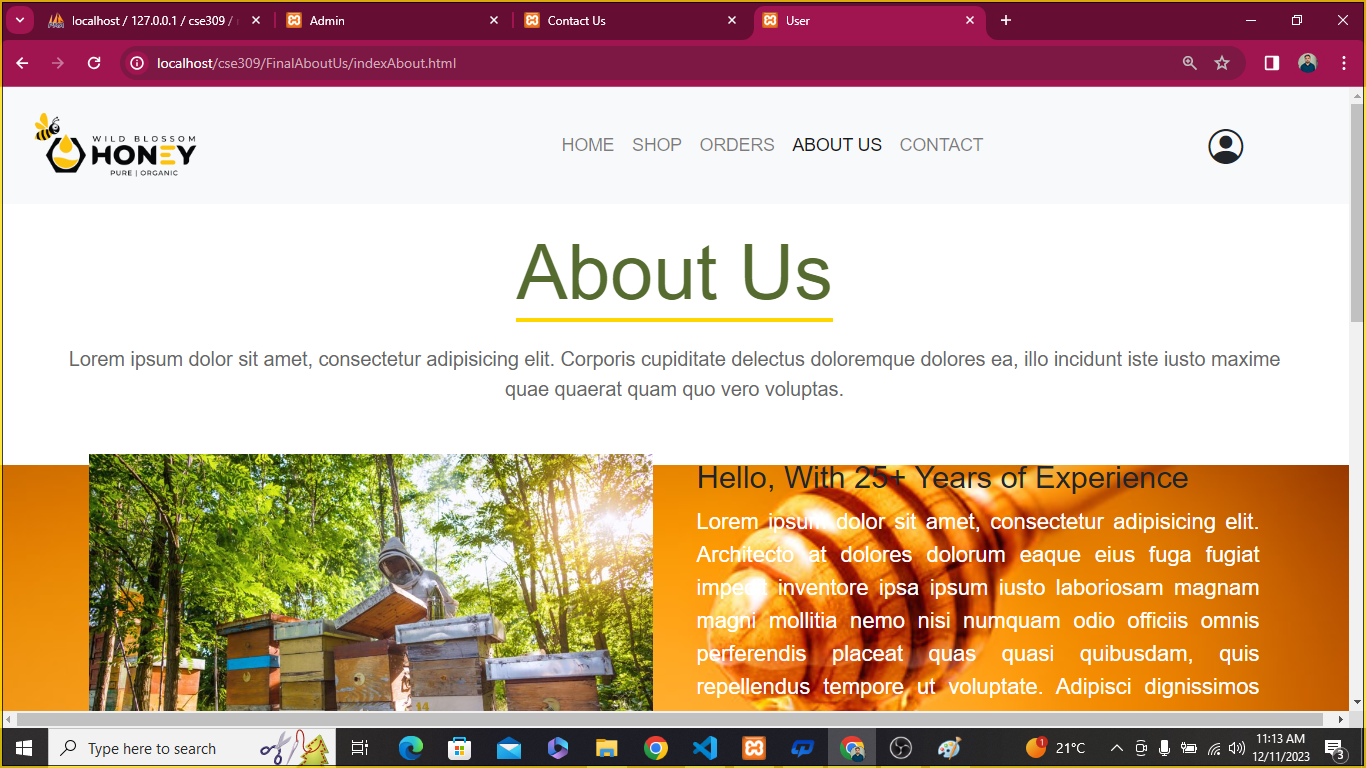 localhost / 127.0.0.1 / cse309 /
Admin
Contact Us
User
localhost/cse309/FinalAboutUs/indexAbout.html
WILD BLOSSOM
HONEY
PURE | ORGANIC
HOME SHOP ORDERS ABOUT US CONTACT
About Us
Lorem ipsum dolor sit amet, consectetur adipisicing elit. Corporis cupiditate delectus doloremque dolores ea, illo incidunt iste iusto maxime
quae quaerat quam quo vero voluptas.
Hello, With 25+ Years of Experience
Lorem ipsum dolor sit amet, consectetur adipisicing elit.
Architecto at dolores dolorum eaque eius fuga fugiat
impedit inventore ipsa ipsum iusto laboriosam magnam
magni mollitia nemo nisi numquam odio officiis omnis
perferendis placeat quas quasi quibusdam, quis
repellendus tempore ut voluptate. Adipisci dignissimos
Type here to search
1
21°C
11:13 AM
12/11/2023
3